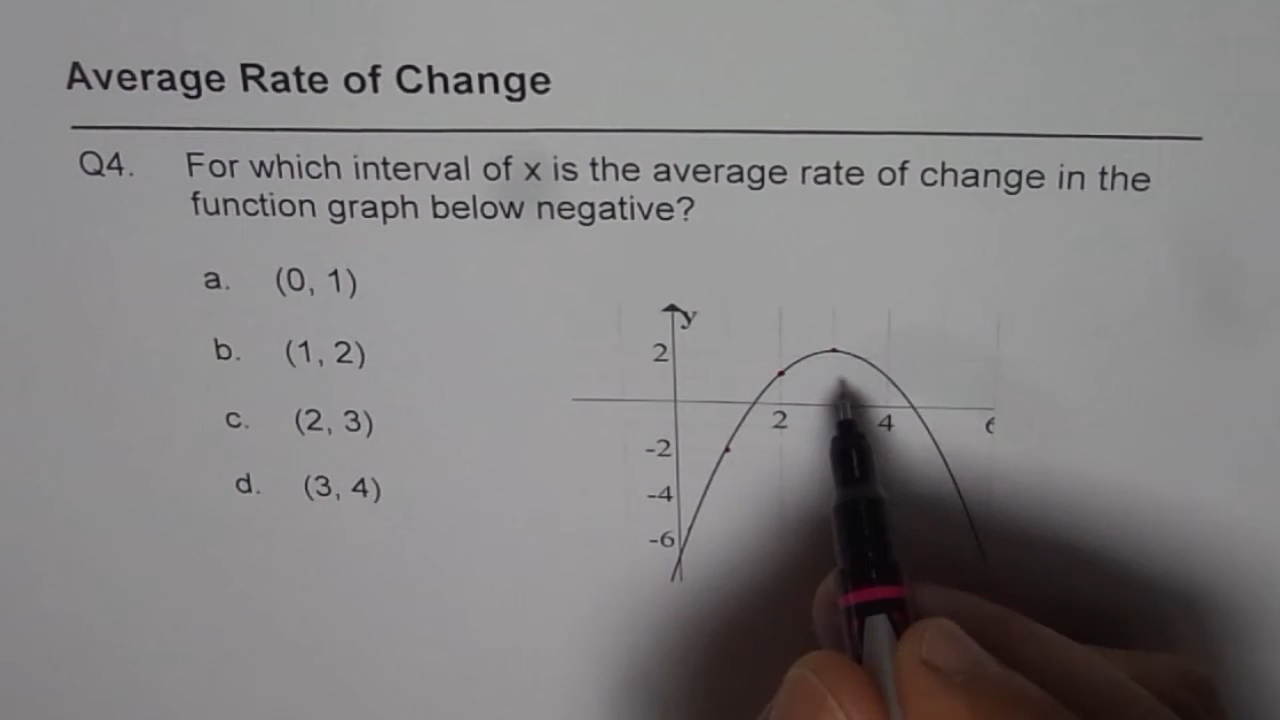 Average Rate of Change
Q4. For which interval of x is the average rate of change in the
function graph below negative?
a. (0, 1)
b. (1, 2)
c. (2, 3)
d. (3, 4)
y
2
2 4
-2
-4
-6